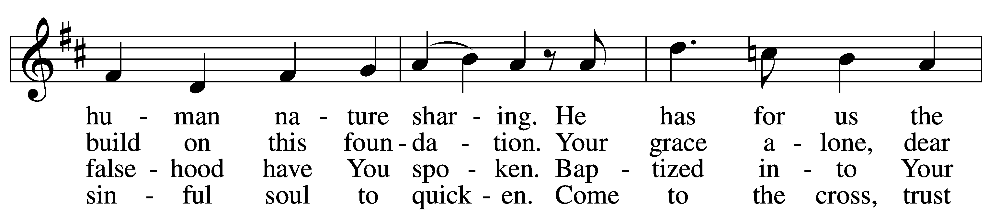 hu - man na - ture shar - ing. He has for us the
build on this foun - da - tion. Your grace a - lone, dear
false - hood have You spo - ken. Bap - tized in - to Your
sin - ful soul to quick - en. Come to the cross, trust